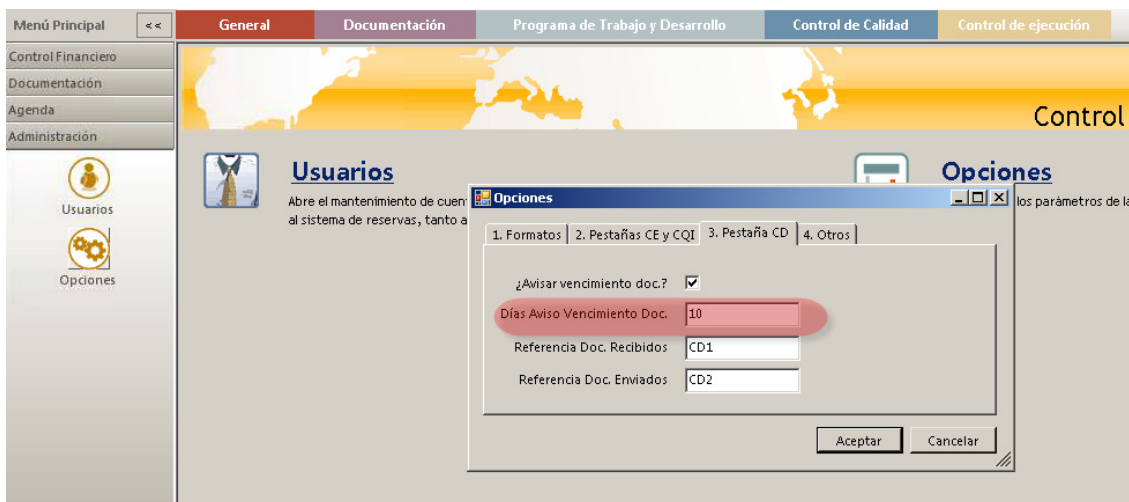 Menú Principal <<
General Documentación Programa de Trabajo y Desarrollo Control de Calidad Control de ejecución
Control Financiero
Documentación
Agenda
Administración
Usuarios
Opciones
Control
Usuarios
Abre el mantenimiento de cuen
al sistema de reservas, tanto a
Opciones
los parámetros de la
Opciones
1. Formatos 2. Pestañas CE y CQI 3. Pestaña CD 4. Otros
¿Avisar vencimiento doc.?
Días Aviso Vencimiento Doc. 10
Referencia Doc. Recibidos CD1
Referencia Doc. Enviados CD2
Aceptar Cancelar